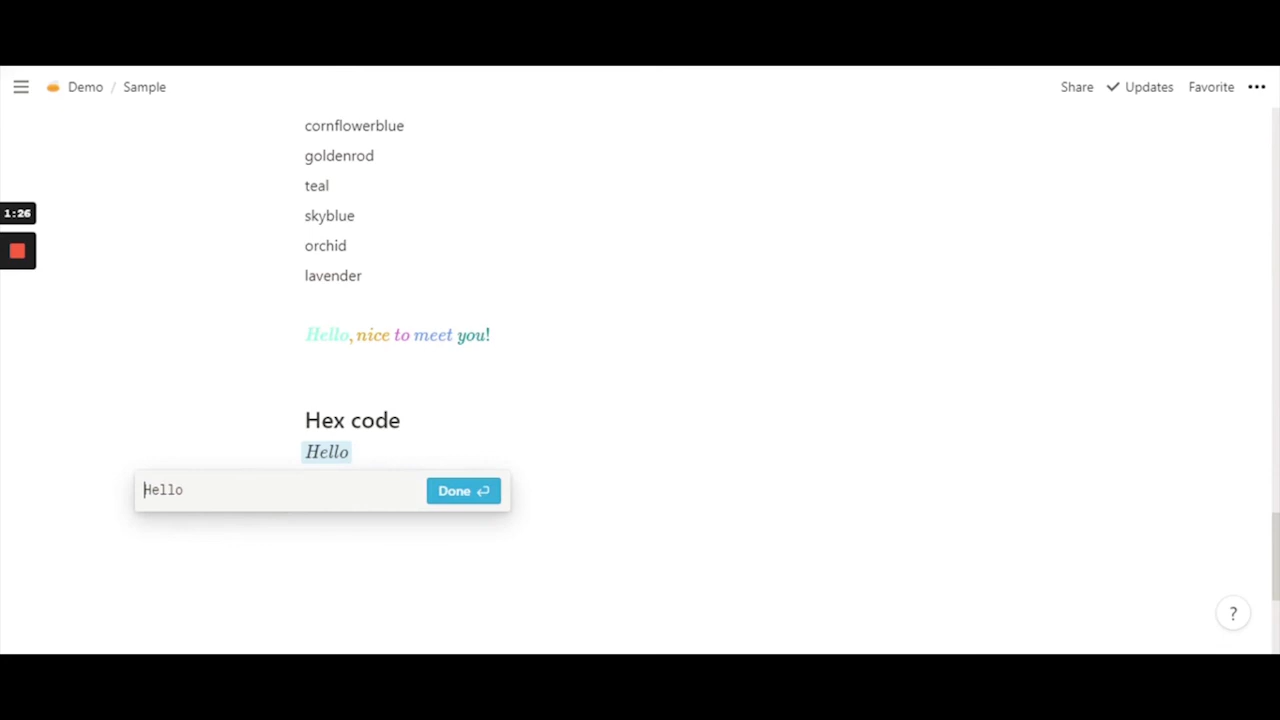 Demo / Sample
Share Updates Favorite
cornflowerblue
goldenrod
teal
1:26
skyblue
orchid
lavender
Hello, nice to meet you!
Hex code
Hello
Hello Done
?